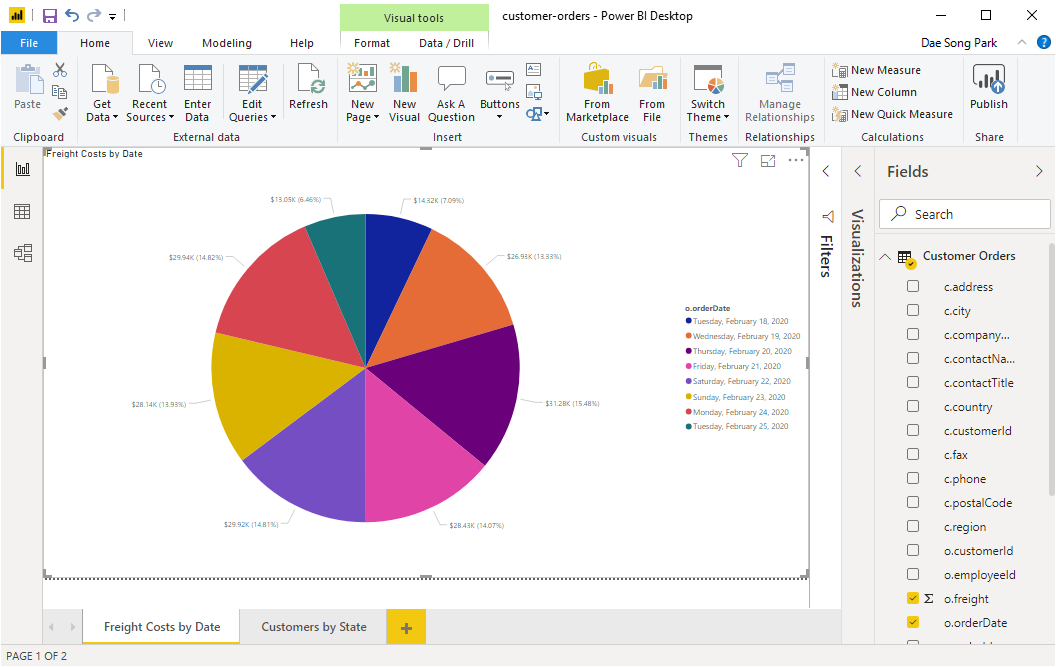 Visual tools
customer-orders - Power BI Desktop
File
Home
View
Modeling
Help
Format
Data / Drill
Dae Song Park
?
Paste
Get
Data
Recent
Sources
Enter
Data
Edit
Queries
Refresh
New
Page
New
Visual
Ask A
Question
Buttons
A
From
Marketplace
From
File
Switch
Theme
Manage
Relationships
New Measure
New Column
New Quick Measure
Publish
Clipboard
External data
Insert
Custom visuals
Themes
Relationships
Calculations
Share
Freight Costs by Date
$13.05K (6.46%)
$14.32K (7.09%)
$29.94K (14.82%)
$26.93K (13.33%)
$28.14K (13.93%)
$31.28K (15.48%)
$29.92K (14.81%)
$28.43K (14.07%)
o.orderDate
Tuesday, February 18, 2020
Wednesday, February 19, 2020
Thursday, February 20, 2020
Friday, February 21, 2020
Saturday, February 22, 2020
Sunday, February 23, 2020
Monday, February 24, 2020
Tuesday, February 25, 2020
Filters
Visualizations
Fields
Search
Customer Orders
c.address
c.city
c.company...
c.contactNa...
c.contactTitle
c.country
c.customerId
c.fax
c.phone
c.postalCode
c.region
o.customerId
o.employeeId
Σ o.freight
o.orderDate
Freight Costs by Date
Customers by State
+
PAGE 1 OF 2